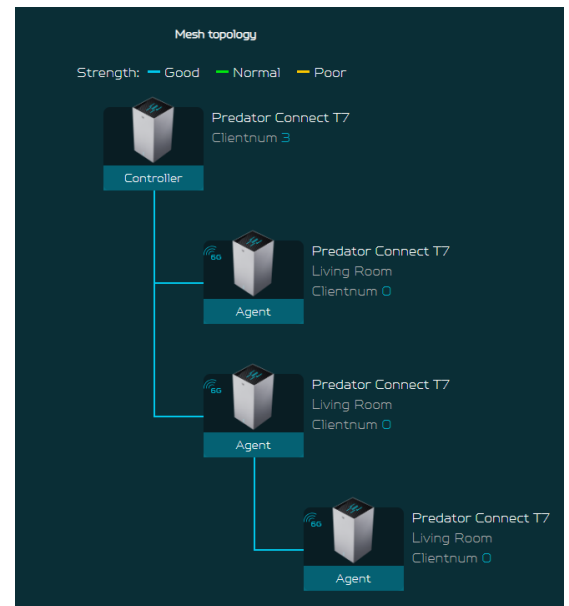 Mesh topology
Strength: Good Normal Poor
Predator Connect T7
Clientnum 3
Controller
6G
Predator Connect T7
Living Room
Clientnum 0
Agent
6G
Predator Connect T7
Living Room
Clientnum 0
Agent
6G
Predator Connect T7
Living Room
Clientnum 0
Agent